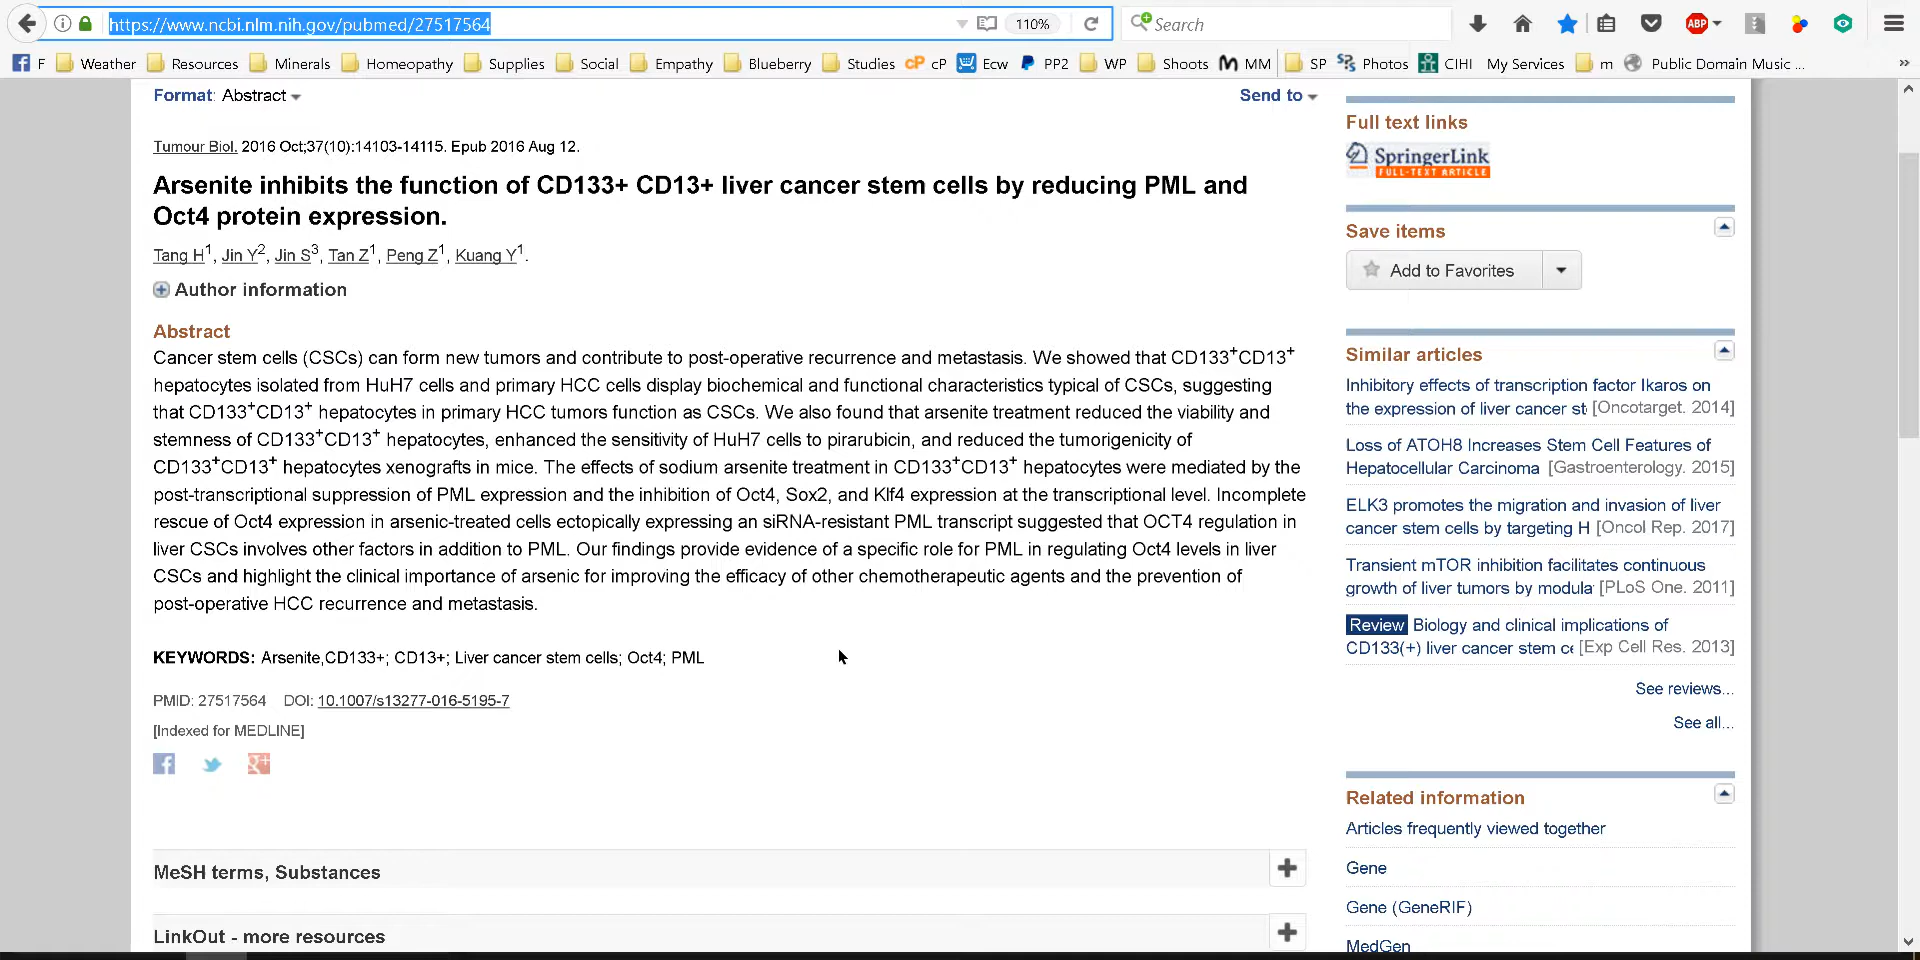 https://www.ncbi.nlm.nih.gov/pubmed/27517564
110%
Search
ABP
F Weather Resources Minerals Homeopathy Supplies Social Empathy Blueberry Studies cP cP Ecw PP2 WP Shoots MM SP Photos CIHI My Services m Public Domain Music ...
Format: Abstract
Send to
Tumour Biol. 2016 Oct;37(10):14103-14115. Epub 2016 Aug 12.
Arsenite inhibits the function of CD133+ CD13+ liver cancer stem cells by reducing PML and
Oct4 protein expression.
Tang H1, Jin Y2, Jin S3, Tan Z1, Peng Z1, Kuang Y1.
Author information
Abstract
Cancer stem cells (CSCs) can form new tumors and contribute to post-operative recurrence and metastasis. We showed that CD133+CD13+
hepatocytes isolated from HuH7 cells and primary HCC cells display biochemical and functional characteristics typical of CSCs, suggesting
that CD133+CD13+ hepatocytes in primary HCC tumors function as CSCs. We also found that arsenite treatment reduced the viability and
stemness of CD133+CD13+ hepatocytes, enhanced the sensitivity of HuH7 cells to pirarubicin, and reduced the tumorigenicity of
CD133+CD13+ hepatocytes xenografts in mice. The effects of sodium arsenite treatment in CD133+CD13+ hepatocytes were mediated by the
post-transcriptional suppression of PML expression and the inhibition of Oct4, Sox2, and Klf4 expression at the transcriptional level. Incomplete
rescue of Oct4 expression in arsenic-treated cells ectopically expressing an siRNA-resistant PML transcript suggested that OCT4 regulation in
liver CSCs involves other factors in addition to PML. Our findings provide evidence of a specific role for PML in regulating Oct4 levels in liver
CSCs and highlight the clinical importance of arsenic for improving the efficacy of other chemotherapeutic agents and the prevention of
post-operative HCC recurrence and metastasis.
KEYWORDS: Arsenite,CD133+; CD13+; Liver cancer stem cells; Oct4; PML
PMID: 27517564 DOI: 10.1007/s13277-016-5195-7
[Indexed for MEDLINE]
MeSH terms, Substances
LinkOut - more resources
Full text links
SpringerLink
FULL-TEXT ARTICLE
Save items
Add to Favorites
Similar articles
Inhibitory effects of transcription factor Ikaros on
the expression of liver cancer st [Oncotarget. 2014]
Loss of ATOH8 Increases Stem Cell Features of
Hepatocellular Carcinoma [Gastroenterology. 2015]
ELK3 promotes the migration and invasion of liver
cancer stem cells by targeting H [Oncol Rep. 2017]
Transient mTOR inhibition facilitates continuous
growth of liver tumors by modula [PLoS One. 2011]
Review Biology and clinical implications of
CD133(+) liver cancer stem ce [Exp Cell Res. 2013]
See reviews...
See all...
Related information
Articles frequently viewed together
Gene
Gene (GeneRIF)
MedGen